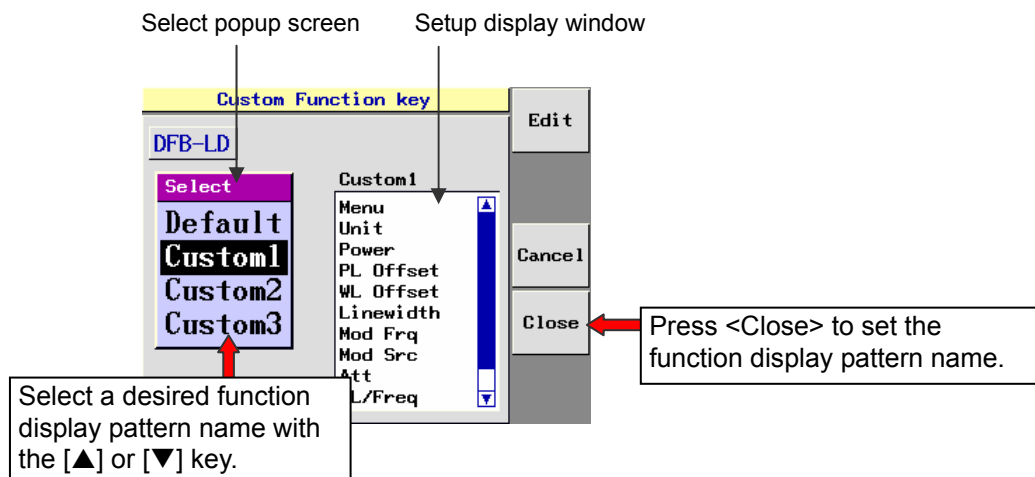 Select popup screen
Setup display window
Custom Function key
Edit
DFB-LD
Select
Default
Custom1
Custom2
Custom3
Custom1
Menu
Unit
Power
PL Offset
WL Offset
Linewidth
Mod Frq
Mod Src
Att
L/Freq
Cancel
Close
Press <Close> to set the
function display pattern name.
Select a desired function
display pattern name with
the [▲] or [▼] key.